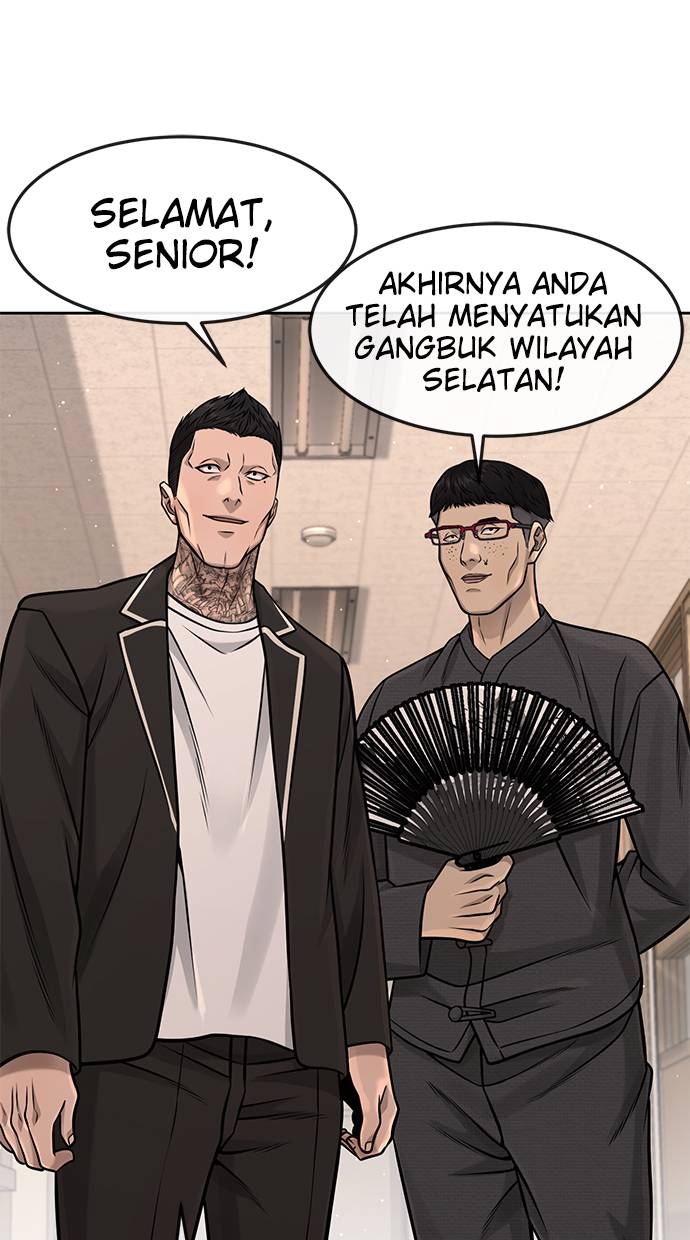 SELAMAT,
SENIOR!
AKHIRNYA ANDA
TELAH MENYATUKAN
GANGBUK WILAYAH
SELATAN!